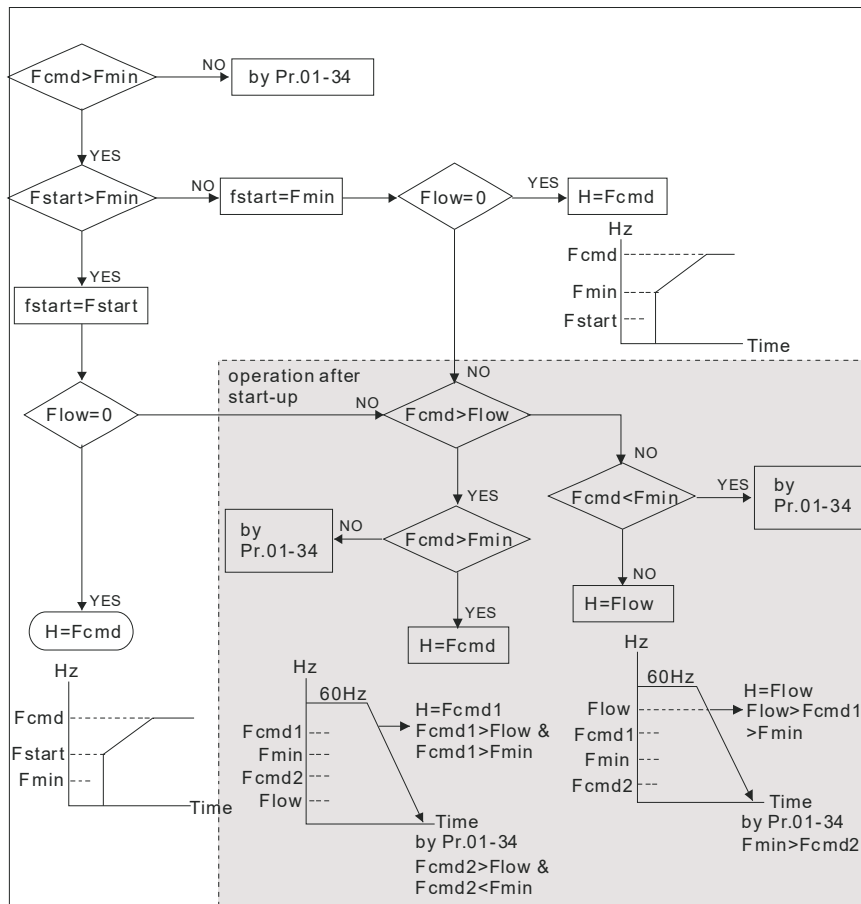 Fcmd>Fmin
NO
by Pr.01-34
YES
Fstart>Fmin
NO
fstart=Fmin
Flow=0
YES
H=Fcmd
Hz
Fcmd
Fmin
Fstart
Time
YES
fstart=Fstart
NO
operation after
start-up
Flow=0
NO
Fcmd>Flow
NO
YES
Fcmd<Fmin
YES
by
Pr.01-34
by
Pr.01-34
NO
Fcmd>Fmin
NO
H=Flow
YES
H=Fcmd
YES
H=Fcmd
Hz
Fcmd
Fstart
Fmin
Time
Hz
60Hz
H=Fcmd1
Fcmd1>Flow &
Fcmd1>Fmin
Fcmd1
Fmin
Fcmd2
Flow
Time
by Pr.01-34
Fcmd2>Flow &
Fcmd2<Fmin
Hz
60Hz
H=Flow
Flow>Fcmd1
>Fmin
Flow
Fcmd1
Fmin
Fcmd2
Time
by Pr.01-34
Fmin>Fcmd2